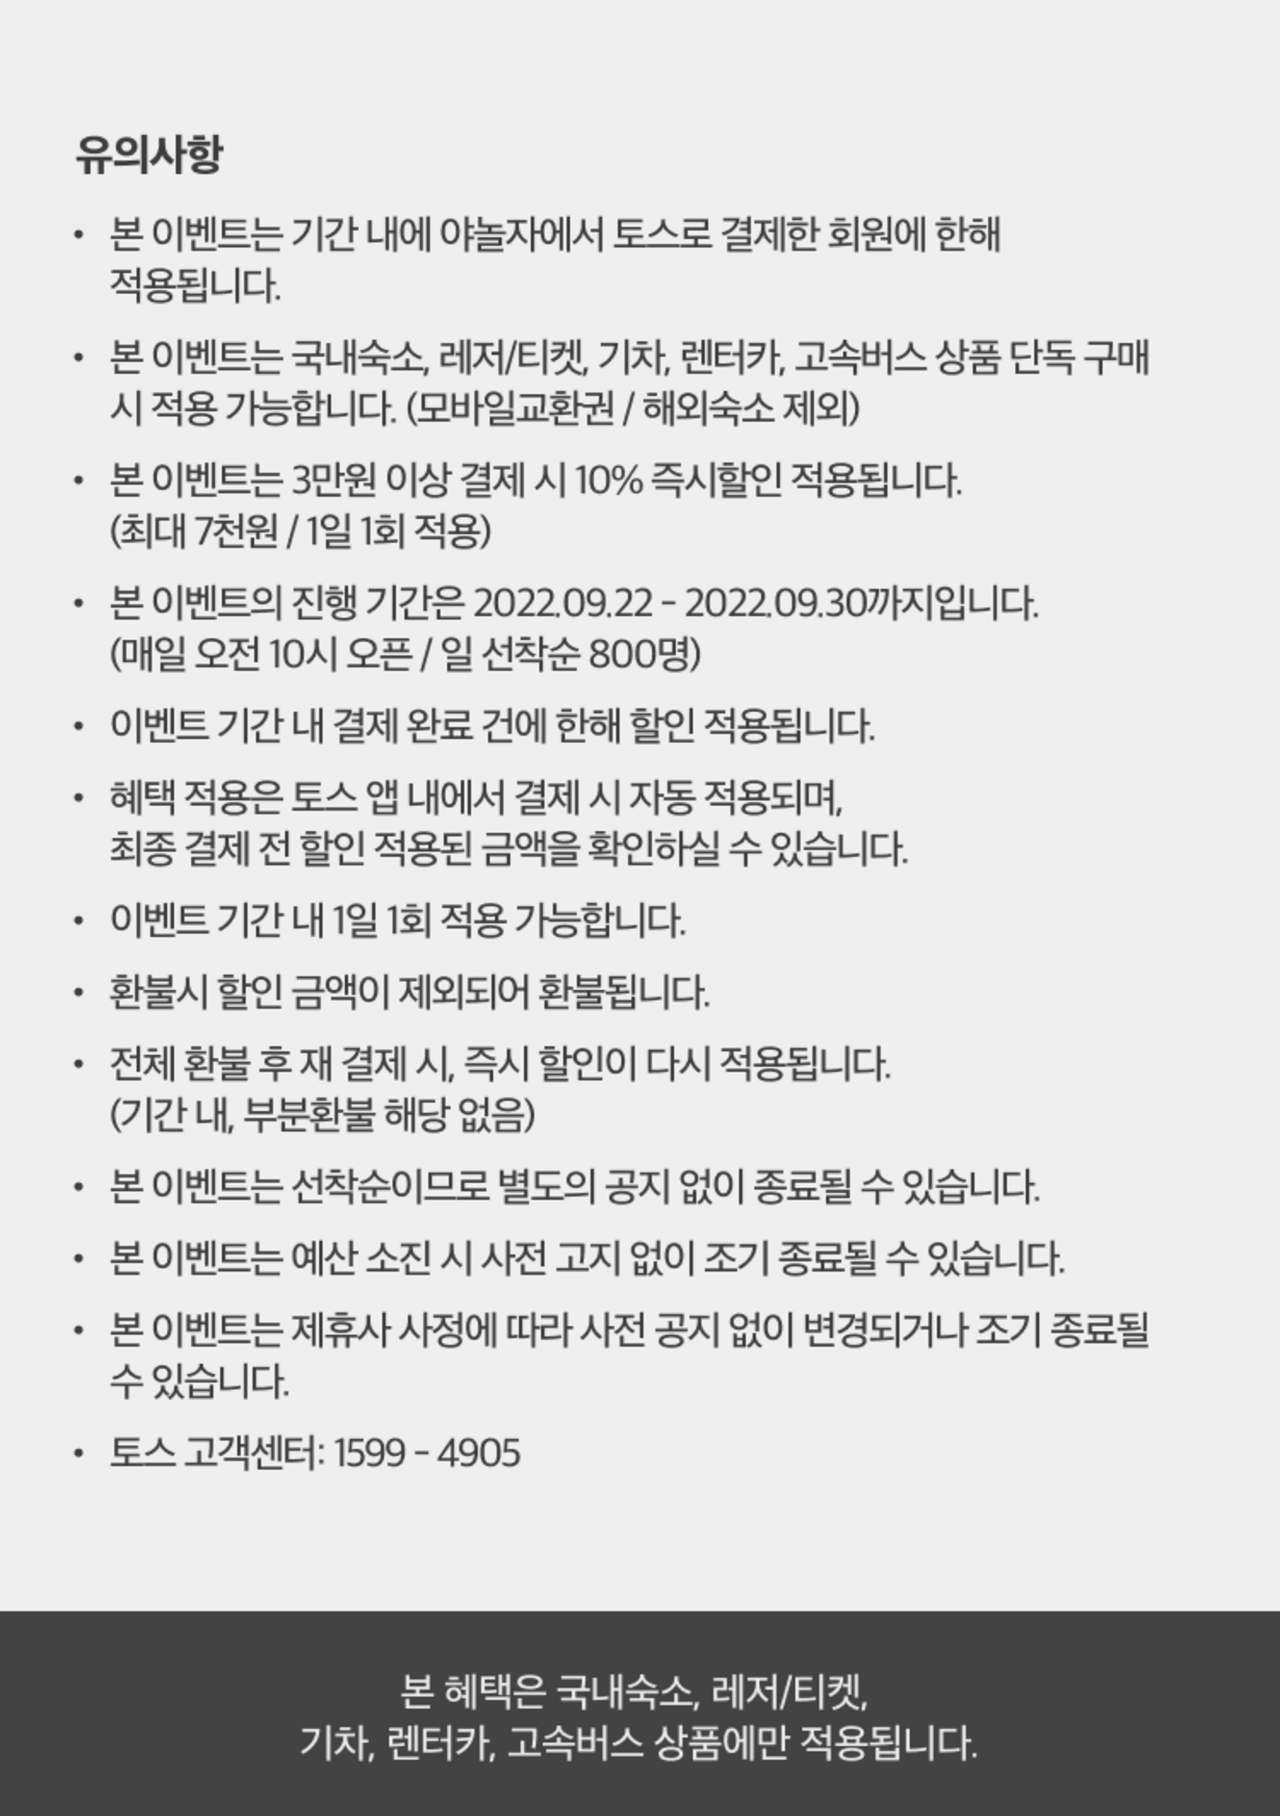 유의사항
• 본 이벤트는 기간 내에 야놀자에서 토스로 결제한 회원에 한해
적용됩니다.
• 본 이벤트는 국내숙소, 레저/티켓, 기차, 렌터카, 고속버스 상품 단독 구매
시 적용 가능합니다. (모바일교환권 / 해외숙소 제외)
• 본 이벤트는 3만원 이상 결제 시 10% 즉시할인 적용됩니다.
(최대 7천원 / 1일 1회 적용)
• 본 이벤트의 진행 기간은 2022.09.22 - 2022.09.30까지입니다.
(매일 오전 10시 오픈 / 일 선착순 800명)
• 이벤트 기간 내 결제 완료 건에 한해 할인 적용됩니다.
• 혜택 적용은 토스 앱 내에서 결제 시 자동 적용되며,
최종 결제 전 할인 적용된 금액을 확인하실 수 있습니다.
• 이벤트 기간 내 1일 1회 적용 가능합니다.
• 환불시 할인 금액이 제외되어 환불됩니다.
• 전체 환불 후 재 결제 시, 즉시 할인이 다시 적용됩니다.
(기간 내, 부분환불 해당 없음)
• 본 이벤트는 선착순이므로 별도의 공지 없이 종료될 수 있습니다.
• 본 이벤트는 예산 소진 시 사전 고지 없이 조기 종료될 수 있습니다.
• 본 이벤트는 제휴사 사정에 따라 사전 공지 없이 변경되거나 조기 종료될
수 있습니다.
• 토스 고객센터: 1599 - 4905
본 혜택은 국내숙소, 레저/티켓,
기차, 렌터카, 고속버스 상품에만 적용됩니다.